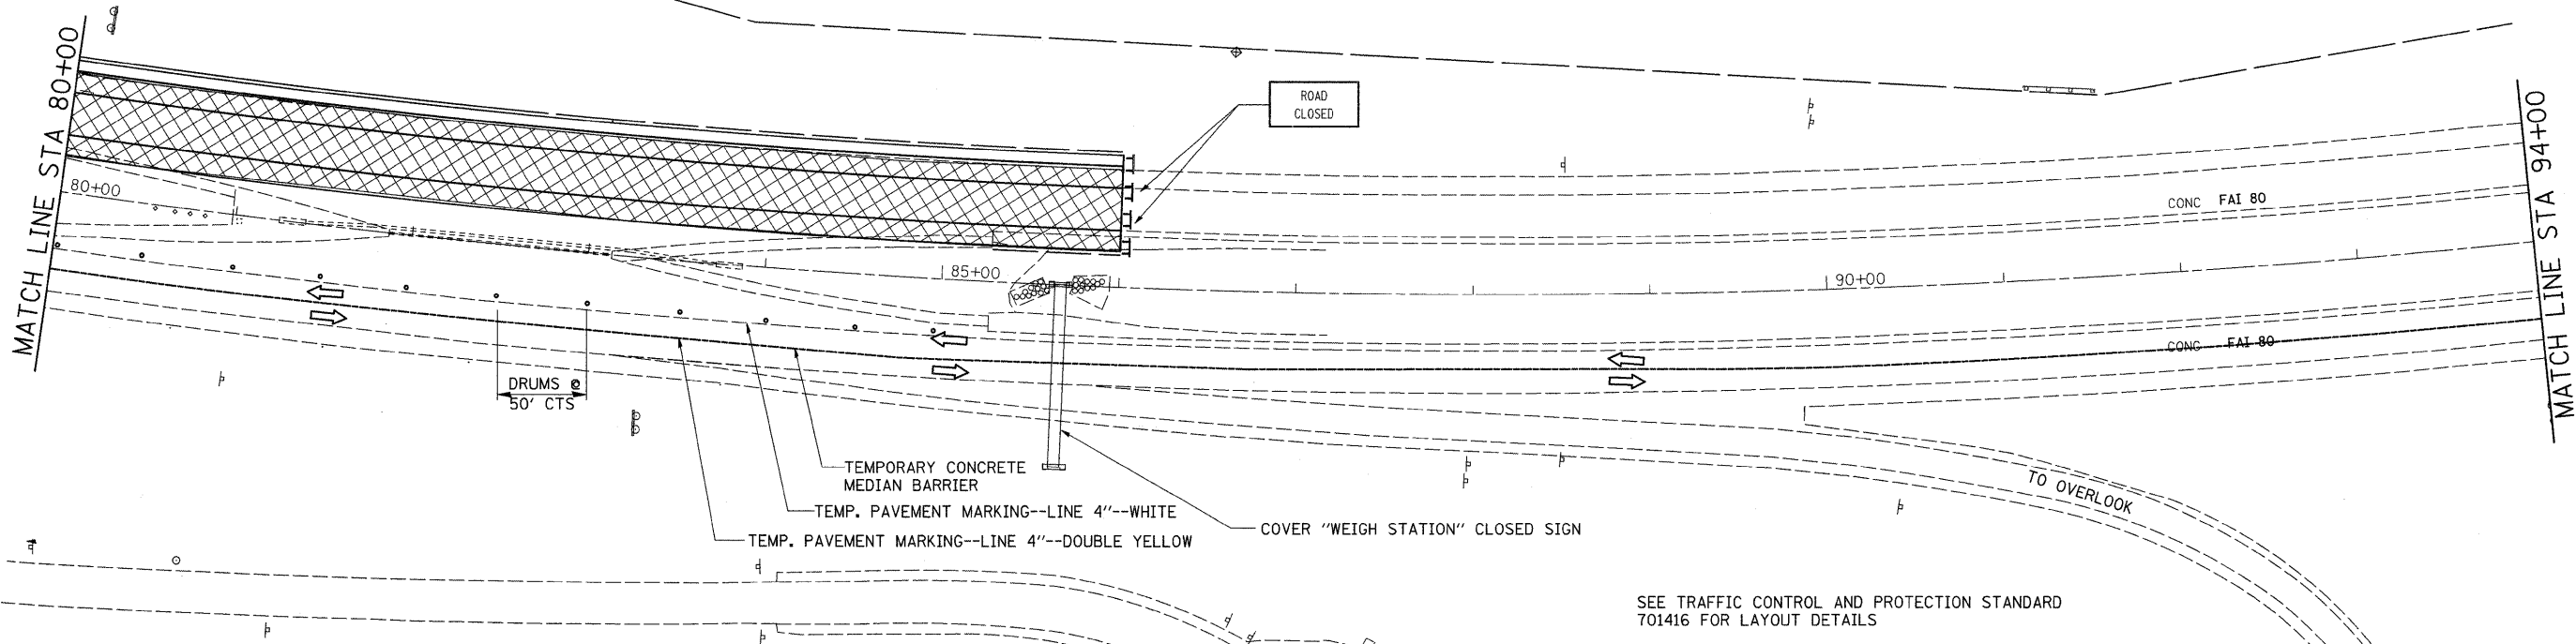 MATCH LINE STA 80+00
80+00
ROAD
CLOSED
85+00
90+00
CONC FAI 80
CONC FAI 80
MATCH LINE STA 94+00
DRUMS @
50' CTS
TEMPORARY CONCRETE
MEDIAN BARRIER
TEMP. PAVEMENT MARKING--LINE 4"--WHITE
TEMP. PAVEMENT MARKING--LINE 4"--DOUBLE YELLOW
COVER "WEIGH STATION" CLOSED SIGN
TO OVERLOOK
SEE TRAFFIC CONTROL AND PROTECTION STANDARD
701416 FOR LAYOUT DETAILS